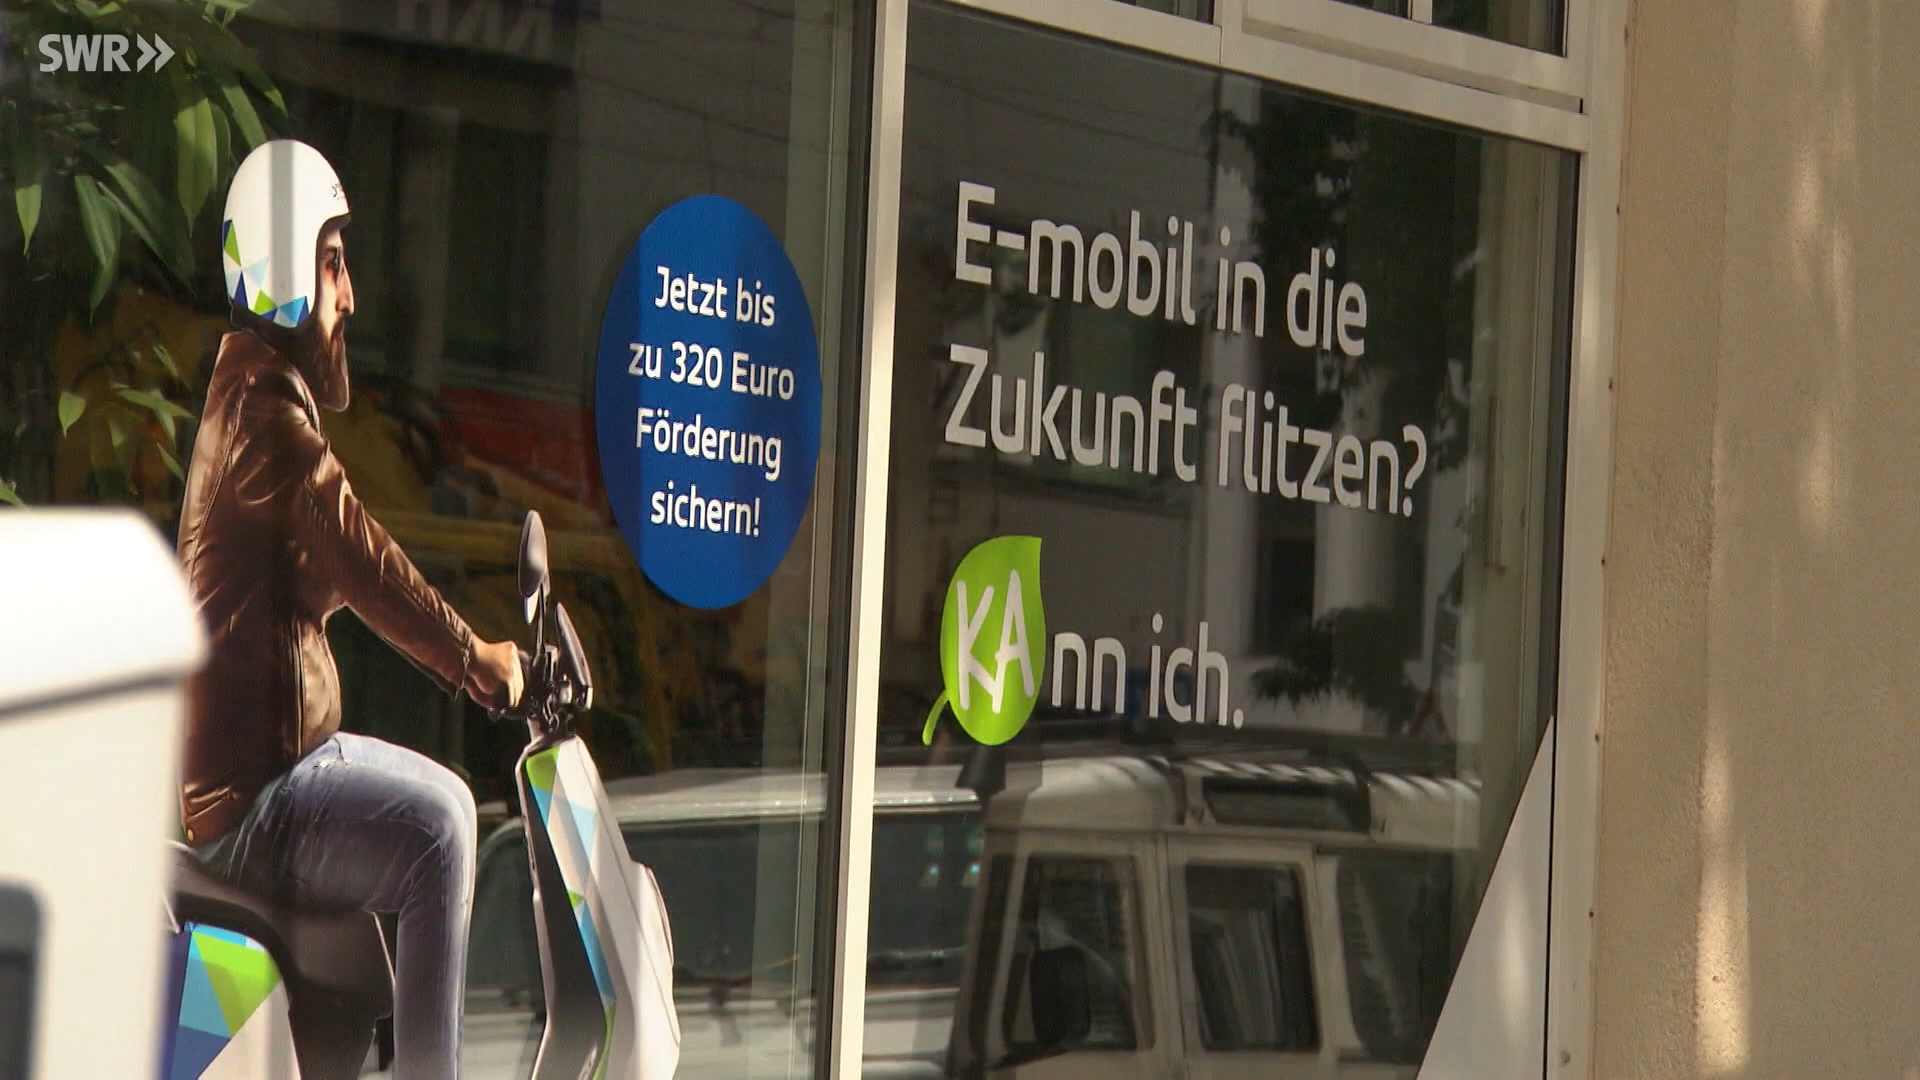 SWR
Jetzt bis
zu 320 Euro
Förderung
sichern!
E-mobil in die
Zukunft flitzen?
KAnn ich.